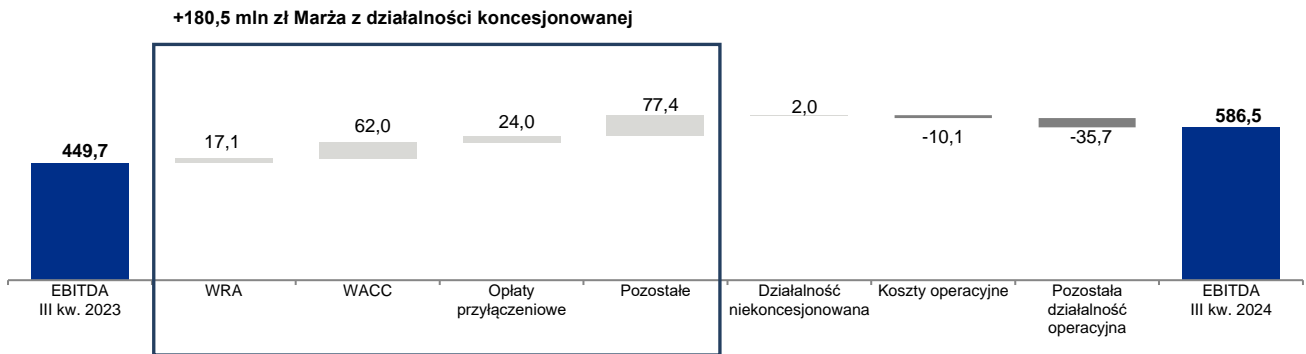 +180,5 mln zł Marża z działalności koncesjonowanej
449,7
17,1
62,0
24,0
77,4
2,0
-10,1
-35,7
586,5
EBITDA
III kw. 2023
WRA
WACC
Opłaty
przyłączeniowe
Pozostałe
Działalność
niekoncesjonowana
Koszty operacyjne
Pozostała
działalność
operacyjna
EBITDA
III kw. 2024